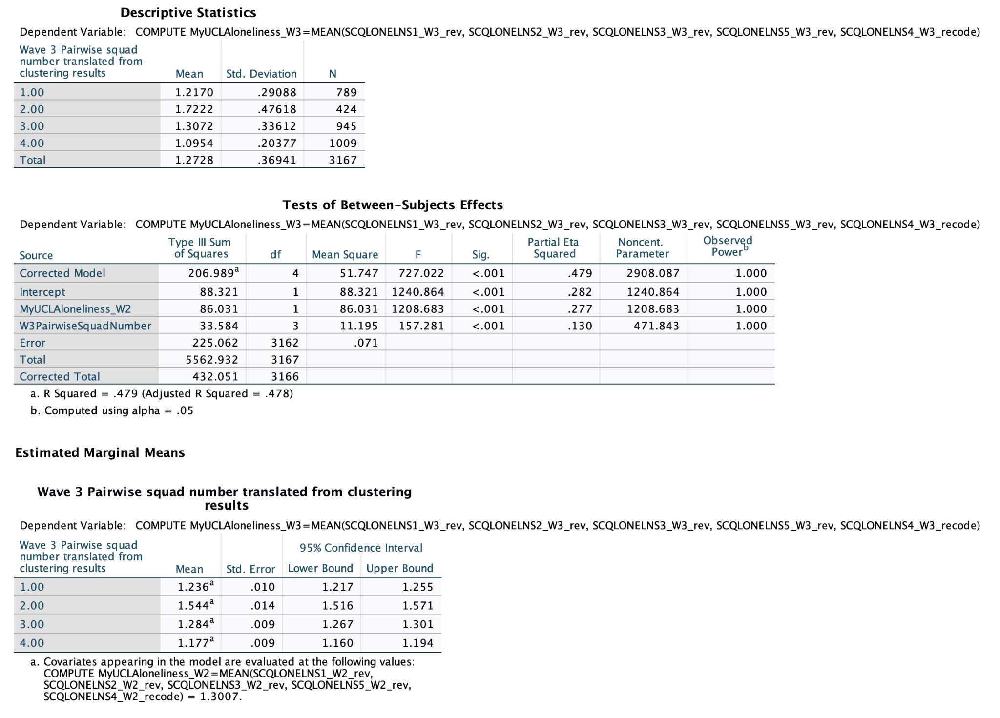 Descriptive Statistics
Dependent Variable: COMPUTE MyUCLAloneliness_W3=MEAN(SCQLONELNS1_W3_rev, SCQLONELNS2_W3_rev, SCQLONELNS3_W3_rev, SCQLONELNS5_W3_rev, SCQLONELNS4_W3_recode)
Wave 3 Pairwise squad
number translated from
clustering results Mean Std. Deviation N
1.00 1.2170 .29088 789
2.00 1.7222 .47618 424
3.00 1.3072 .33612 945
4.00 1.0954 .20377 1009
Total 1.2728 .36941 3167
Tests of Between-Subjects Effects
Dependent Variable: COMPUTE MyUCLAloneliness_W3=MEAN(SCQLONELNS1_W3_rev, SCQLONELNS2_W3_rev, SCQLONELNS3_W3_rev, SCQLONELNS5_W3_rev, SCQLONELNS4_W3_recode)
Type III Sum Partial Eta Noncent. Observed
Source of Squares df Mean Square F Sig. Squared Parameter Power^b
Corrected Model 206.989^a 4 51.747 727.022 <.001 .479 2908.087 1.000
Intercept 88.321 1 88.321 1240.864 <.001 .282 1240.864 1.000
MyUCLAloneliness_W2 86.031 1 86.031 1208.683 <.001 .277 1208.683 1.000
W3PairwiseSquadNumber 33.584 3 11.195 157.281 <.001 .130 471.843 1.000
Error 225.062 3162 .071
Total 5562.932 3167
Corrected Total 432.051 3166
a. R Squared = .479 (Adjusted R Squared = .478)
b. Computed using alpha = .05
Estimated Marginal Means
Wave 3 Pairwise squad number translated from clustering
results
Dependent Variable: COMPUTE MyUCLAloneliness_W3=MEAN(SCQLONELNS1_W3_rev, SCQLONELNS2_W3_rev, SCQLONELNS3_W3_rev, SCQLONELNS5_W3_rev, SCQLONELNS4_W3_recode)
Wave 3 Pairwise squad 95% Confidence Interval
number translated from
clustering results Mean Std. Error Lower Bound Upper Bound
1.00 1.236^a .010 1.217 1.255
2.00 1.544^a .014 1.516 1.571
3.00 1.284^a .009 1.267 1.301
4.00 1.177^a .009 1.160 1.194
a. Covariates appearing in the model are evaluated at the following values:
COMPUTE MyUCLAloneliness_W2=MEAN(SCQLONELNS1_W2_rev,
SCQLONELNS2_W2_rev, SCQLONELNS3_W2_rev, SCQLONELNS5_W2_rev,
SCQLONELNS4_W2_recode) = 1.3007.